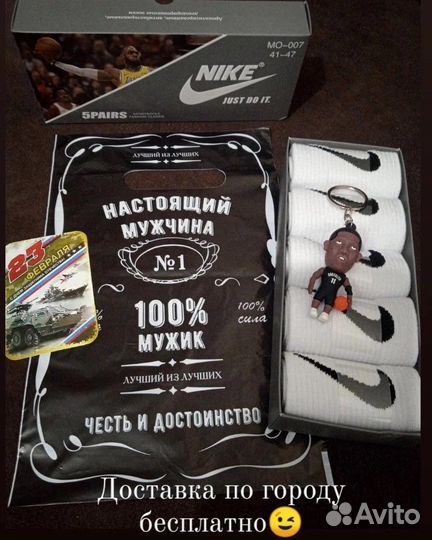 NIKE
MO-007
41-47
JUST DO IT.
5PAIRS
ЛУЧШИЙ ИЗ ЛУЧШИХ
НАСТОЯЩИЙ
МУЖЧИНА
№1
100%
МУЖИК
100%
сила
ЛУЧШИЙ ИЗ ЛУЧШИХ
ЧЕСТЬ И ДОСТОИНСТВО
23
ФЕВРАЛЯ
11
Доставка по городу
бесплатно😉
Avito